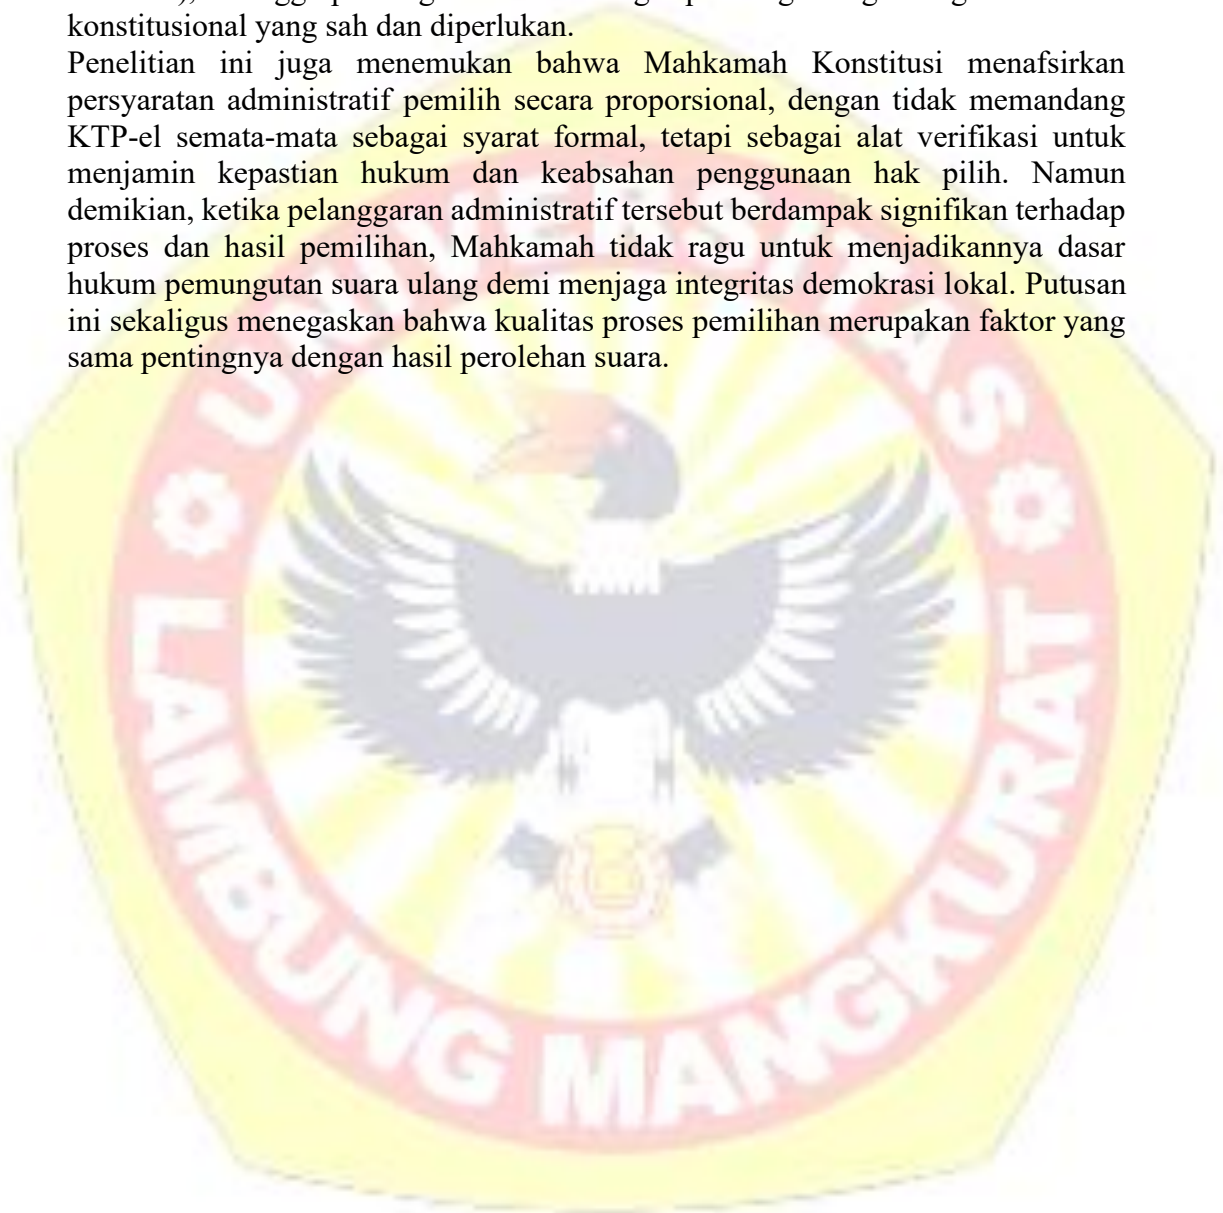 konstitusional yang sah dan diperlukan.
Penelitian ini juga menemukan bahwa Mahkamah Konstitusi menafsirkan
persyaratan administratif pemilih secara proporsional, dengan tidak memandang
KTP-el semata-mata sebagai syarat formal, tetapi sebagai alat verifikasi untuk
menjamin kepastian hukum dan keabsahan penggunaan hak pilih. Namun
demikian, ketika pelanggaran administratif tersebut berdampak signifikan terhadap
proses dan hasil pemilihan, Mahkamah tidak ragu untuk menjadikannya dasar
hukum pemungutan suara ulang demi menjaga integritas demokrasi lokal. Putusan
ini sekaligus menegaskan bahwa kualitas proses pemilihan merupakan faktor yang
sama pentingnya dengan hasil perolehan suara.
UNIVERSITAS
LAMBUNG MANGKURAT